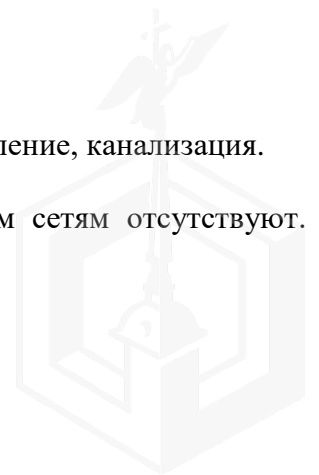 ление, канализация.
м сетям отсутствуют.